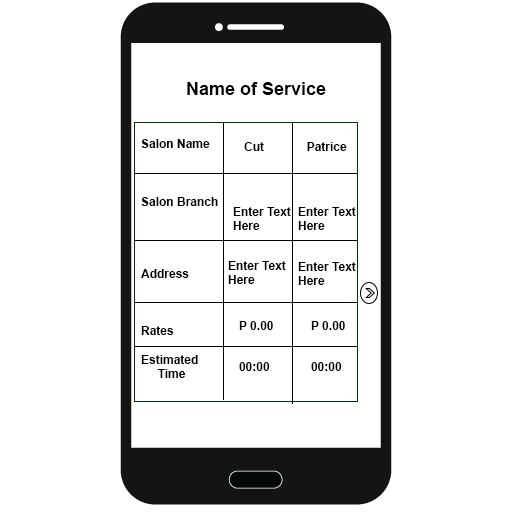 Name of Service
Salon Name Cut Patrice
Salon Branch Enter Text Here Enter Text Here
Address Enter Text Here Enter Text Here
Rates P 0.00 P 0.00
Estimated Time 00:00 00:00